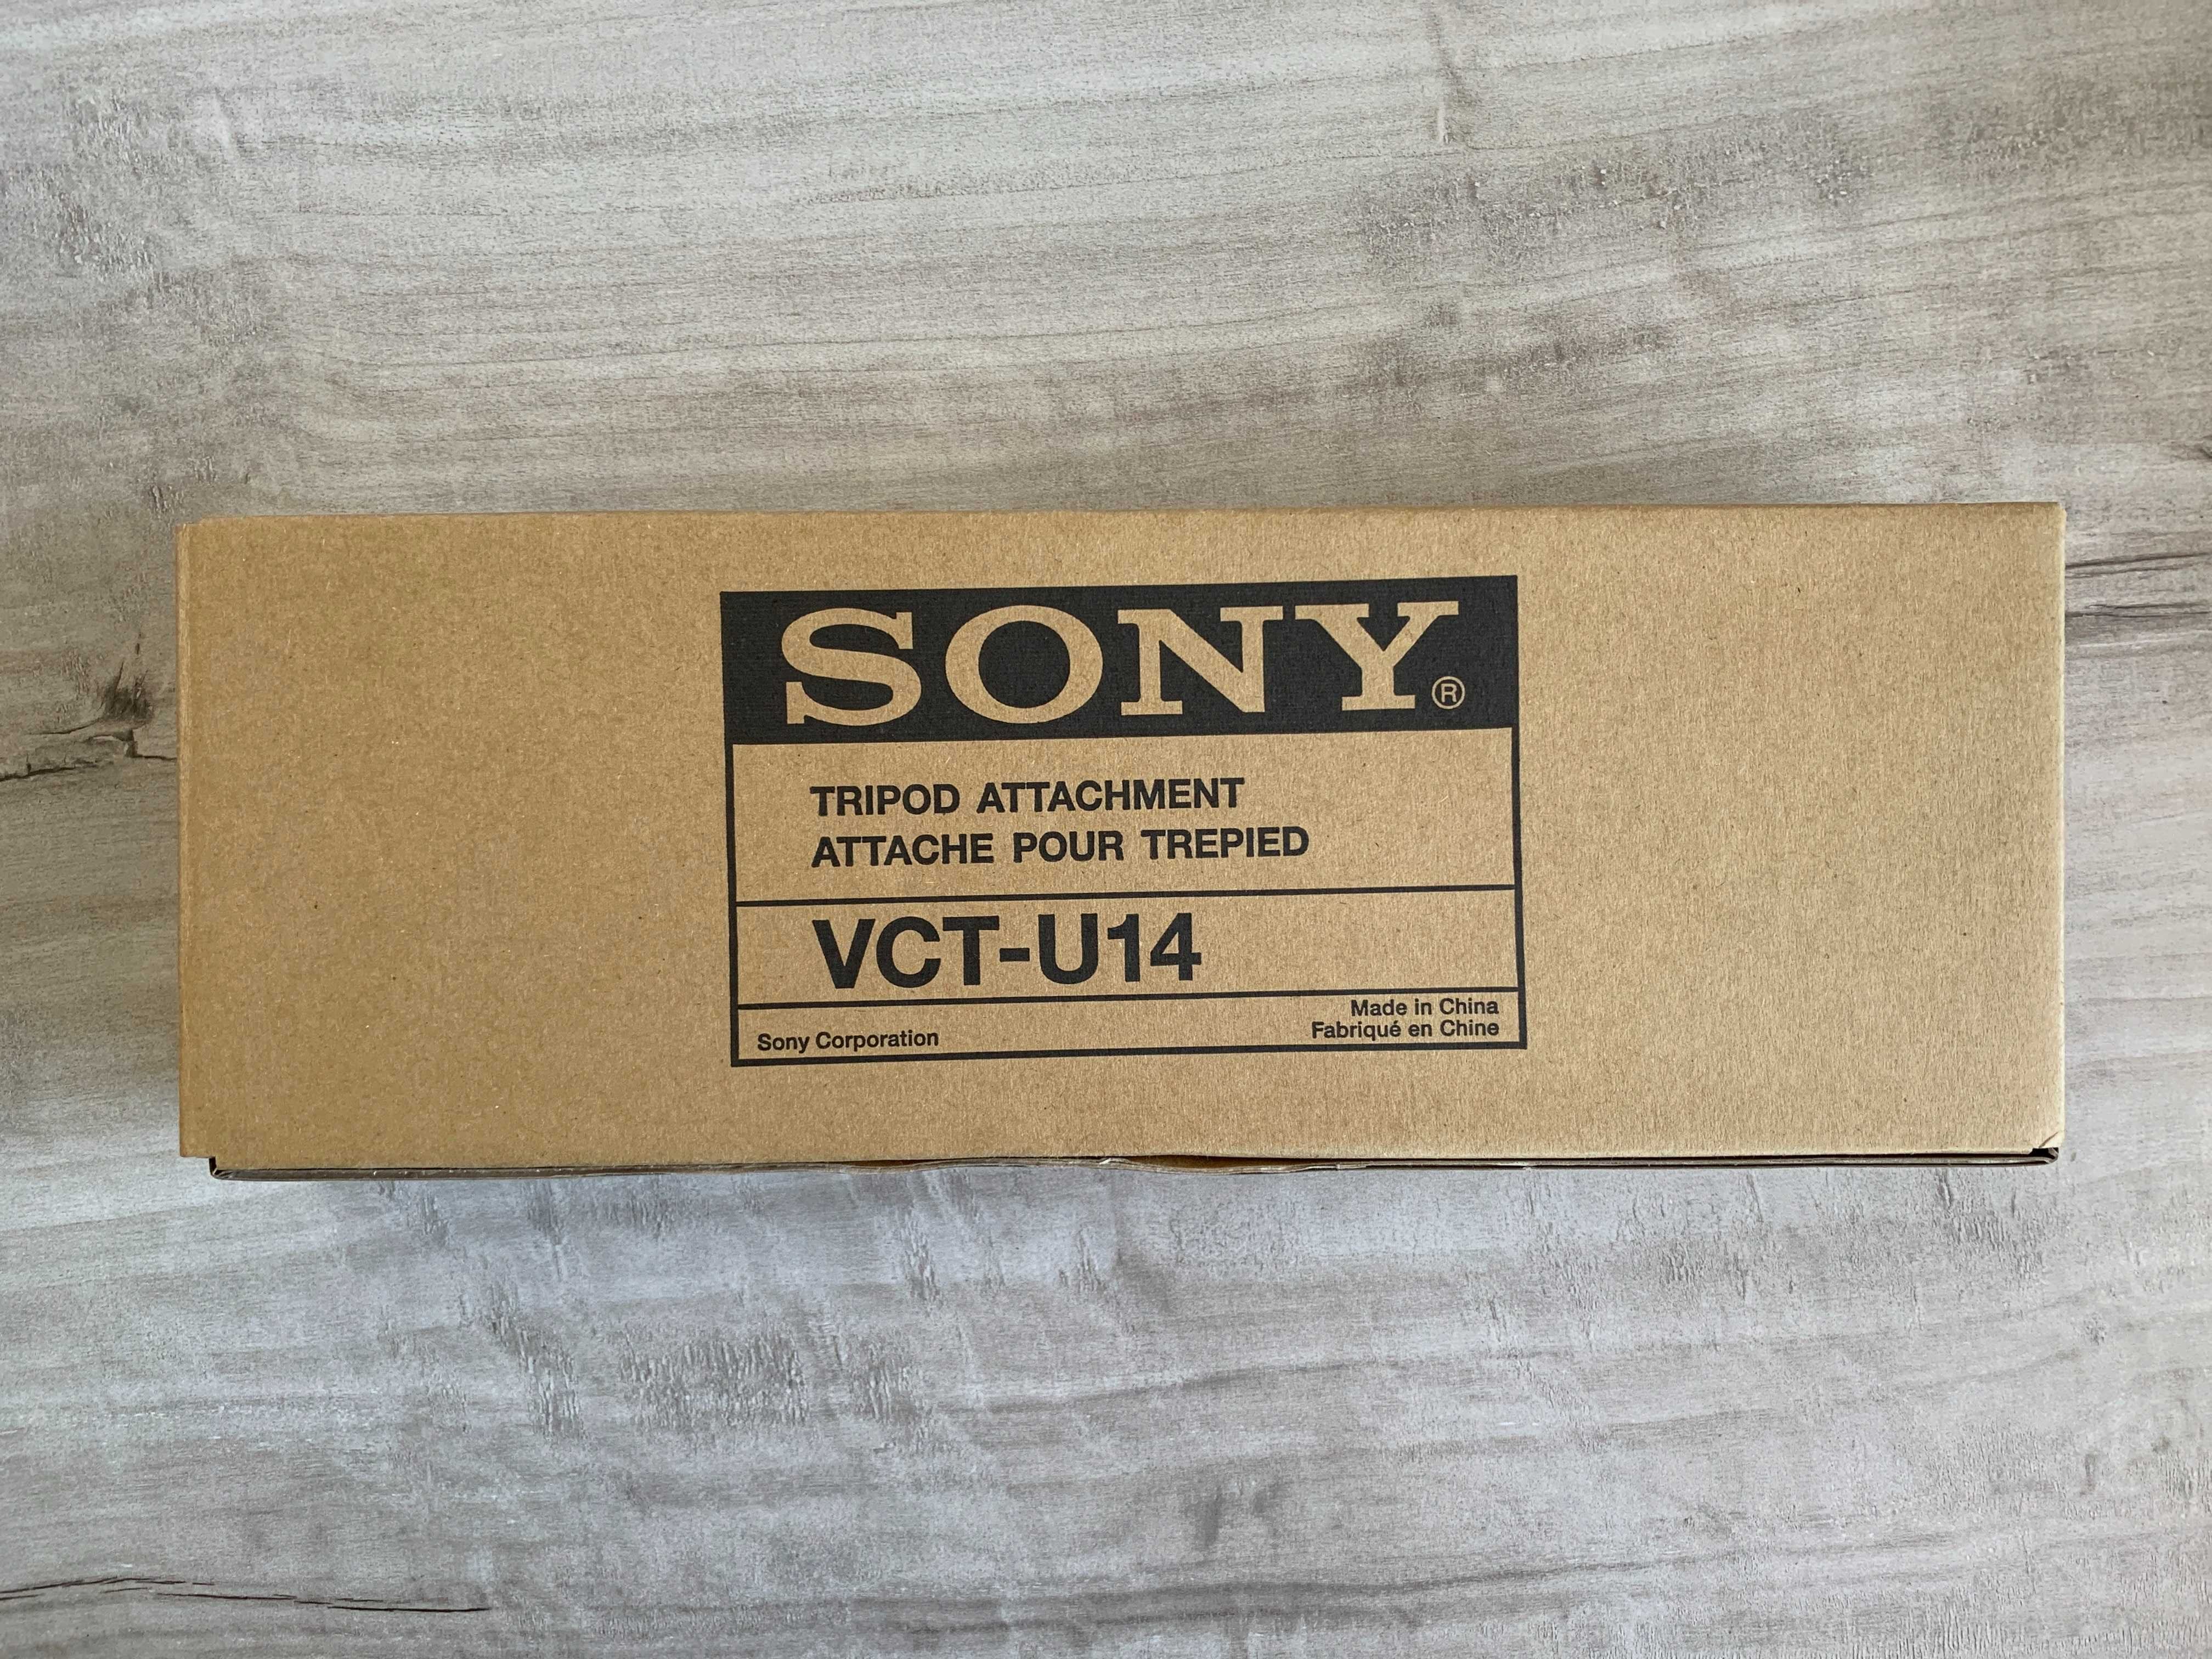 SONY®
TRIPOD ATTACHMENT
ATTACHE POUR TREPIED
VCT-U14
Sony Corporation
Made in China
Fabriqué en Chine